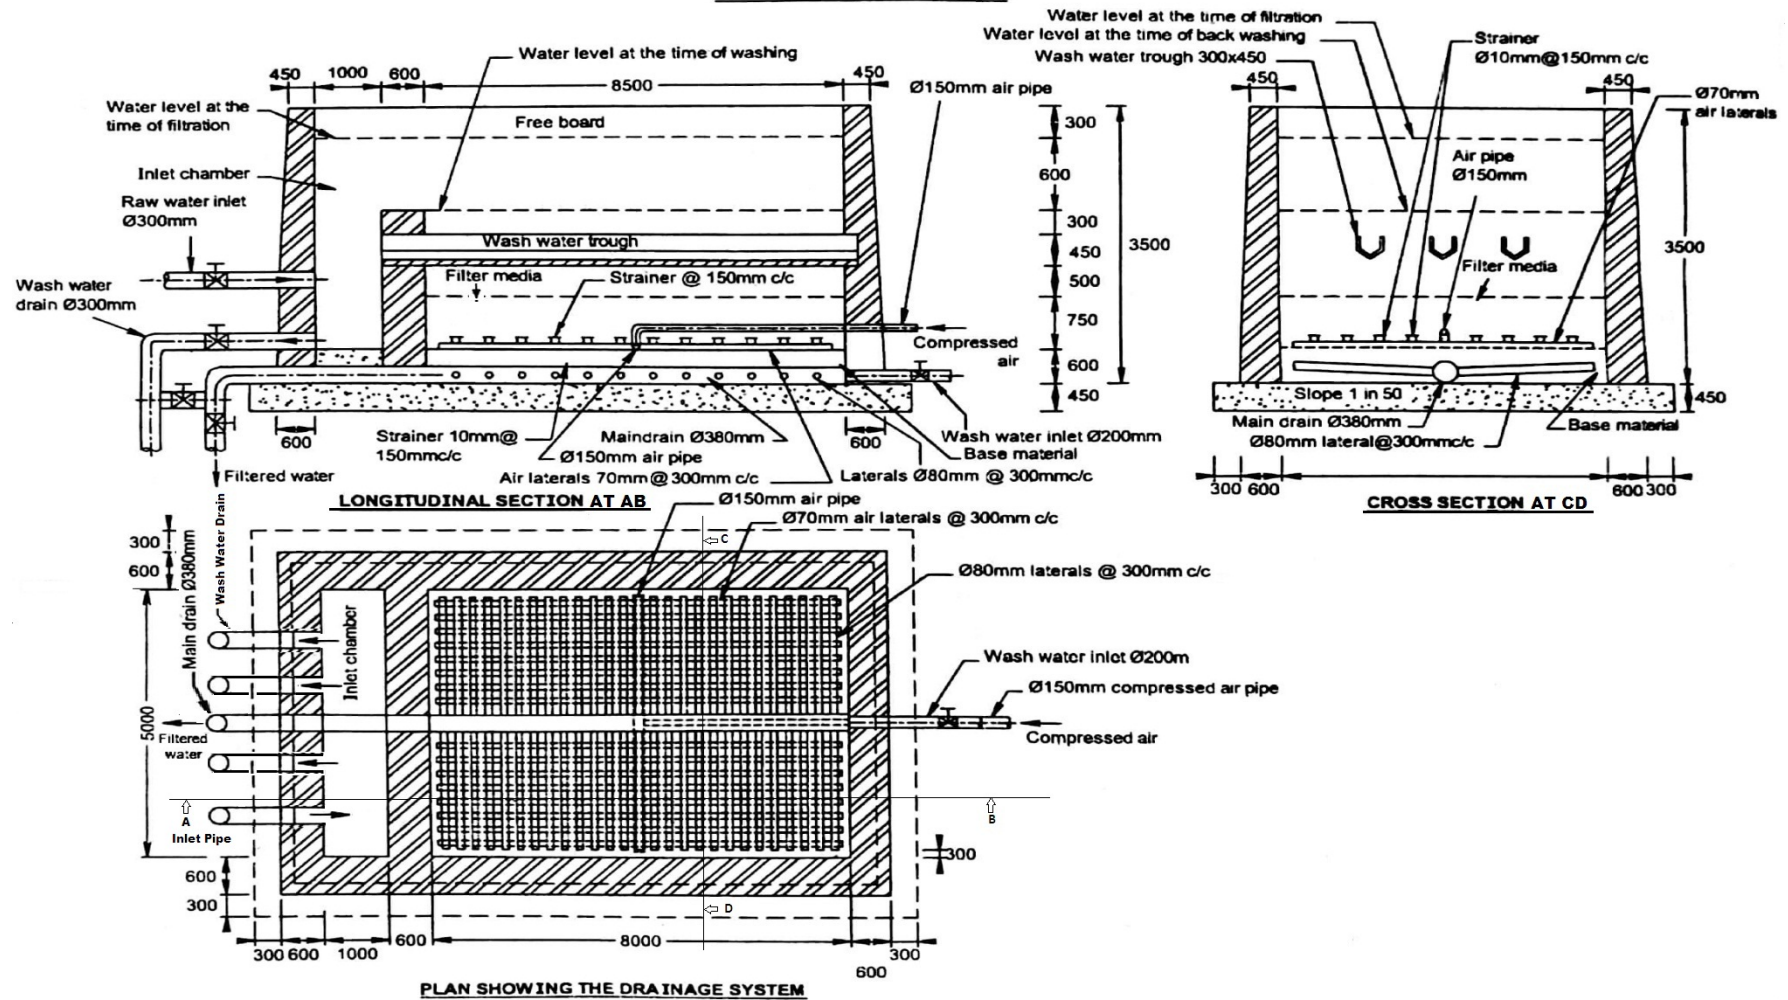 Water level at the time of filtration
Water level at the time of back washing
Wash water trough 300x450
Strainer
Ø10mm@150mm c/c
Water level at the time of washing
450 1000 600
8500
450
Ø150mm air pipe
450
450
Ø70mm
air laterals
Water level at the
time of filtration
Free board
300
Air pipe
Ø150mm
Inlet chamber
600
Raw water inlet
Ø300mm
300
Wash water trough
450
3500
3500
Filter media
Strainer @ 150mm c/c
Filter media
Wash water
drain Ø300mm
500
750
Compressed
air
600
450
Slope 1 in 50
450
600
Strainer 10mm@
150mmc/c
Maindrain Ø380mm
600
Wash water inlet Ø200mm
Base material
Main drain Ø380mm
Base material
Ø80mm lateral@300mmc/c
Ø150mm air pipe
Filtered water
Air laterals 70mm@300mm c/c
Laterals Ø80mm @ 300mmc/c
300 600
600 300
LONGITUDINAL SECTION AT AB
CROSS SECTION AT CD
Ø150mm air pipe
Ø70mm air laterals @ 300mm c/c
C
300
600
Main drain Ø380mm
Wash Water Drain
Ø80mm laterals @ 300mm c/c
Inlet chamber
Wash water inlet Ø200m
Ø150mm compressed air pipe
5000
Filtered
water
Compressed air
A
B
Inlet Pipe
300
600
300
D
300 600 1000
600
8000
300
600
PLAN SHOWING THE DRAINAGE SYSTEM